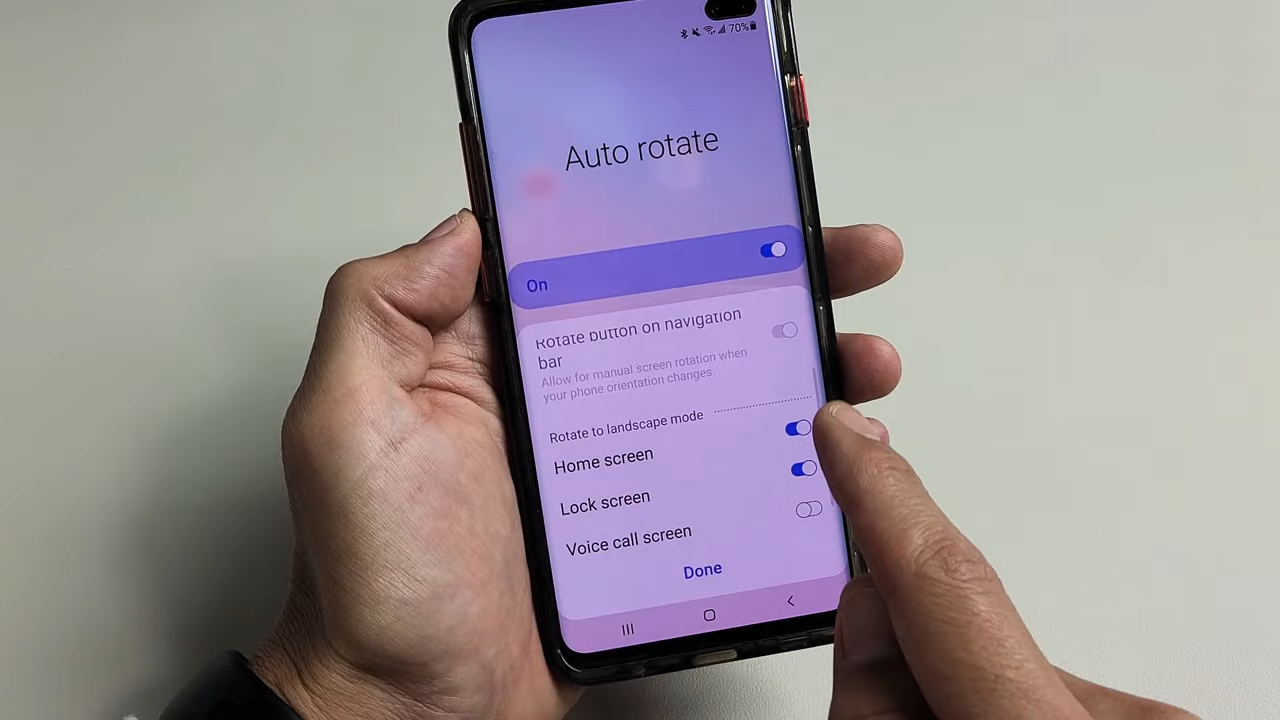 70%
Auto rotate
On
Rotate button on navigation
bar
Allow for manual screen rotation when
your phone orientation changes.
Rotate to landscape mode
Home screen
Lock screen
Voice call screen
Done